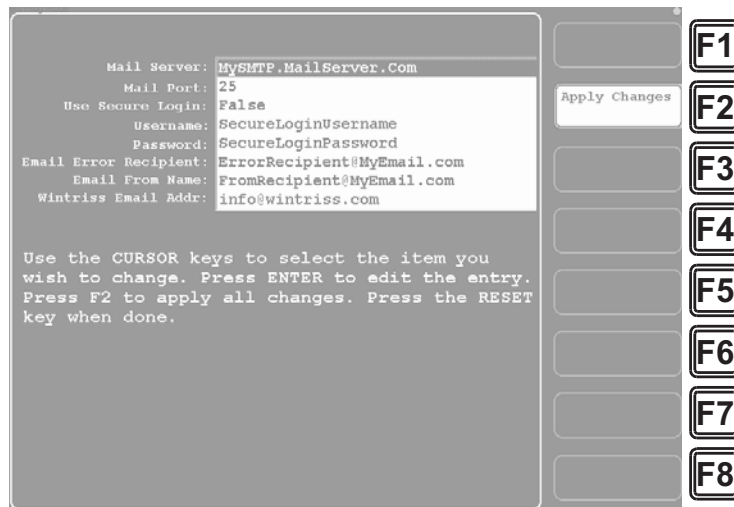 Mail Server: MySMTP.MailServer.Com
Mail Port: 25
Use Secure Login: False
Username: SecureLoginUsername
Password: SecureLoginPassword
Email Error Recipient: ErrorRecipient@MyEmail.com
Email From Name: FromRecipient@MyEmail.com
Wintriss Email Addr: info@wintriss.com
Use the CURSOR keys to select the item you
wish to change. Press ENTER to edit the entry.
Press F2 to apply all changes. Press the RESET
key when done.
Apply Changes
F1
F2
F3
F4
F5
F6
F7
F8